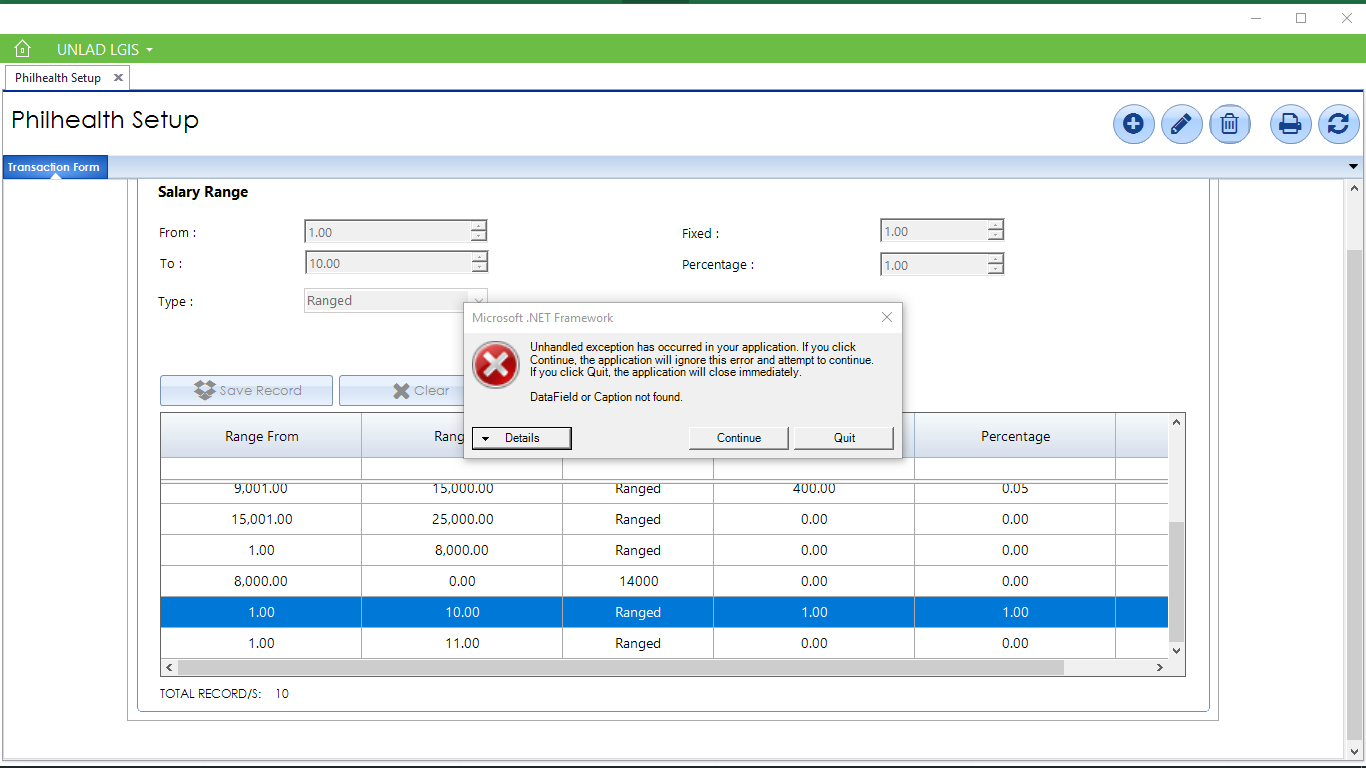 UNLAD LGIS
Philhealth Setup
Philhealth Setup
Transaction Form
Salary Range
From : 1.00 Fixed : 1.00
To : 10.00 Percentage : 1.00
Type : Ranged
Microsoft .NET Framework
Unhandled exception has occurred in your application. If you click
Continue, the application will ignore this error and attempt to continue.
If you click Quit, the application will close immediately.
DataField or Caption not found.
Details Continue Quit
Save Record Clear
Range From Rang Percentage
9,001.00 15,000.00 Ranged 400.00 0.05
15,001.00 25,000.00 Ranged 0.00 0.00
1.00 8,000.00 Ranged 0.00 0.00
8,000.00 0.00 14000 0.00 0.00
1.00 10.00 Ranged 1.00 1.00
1.00 11.00 Ranged 0.00 0.00
TOTAL RECORD/S: 10